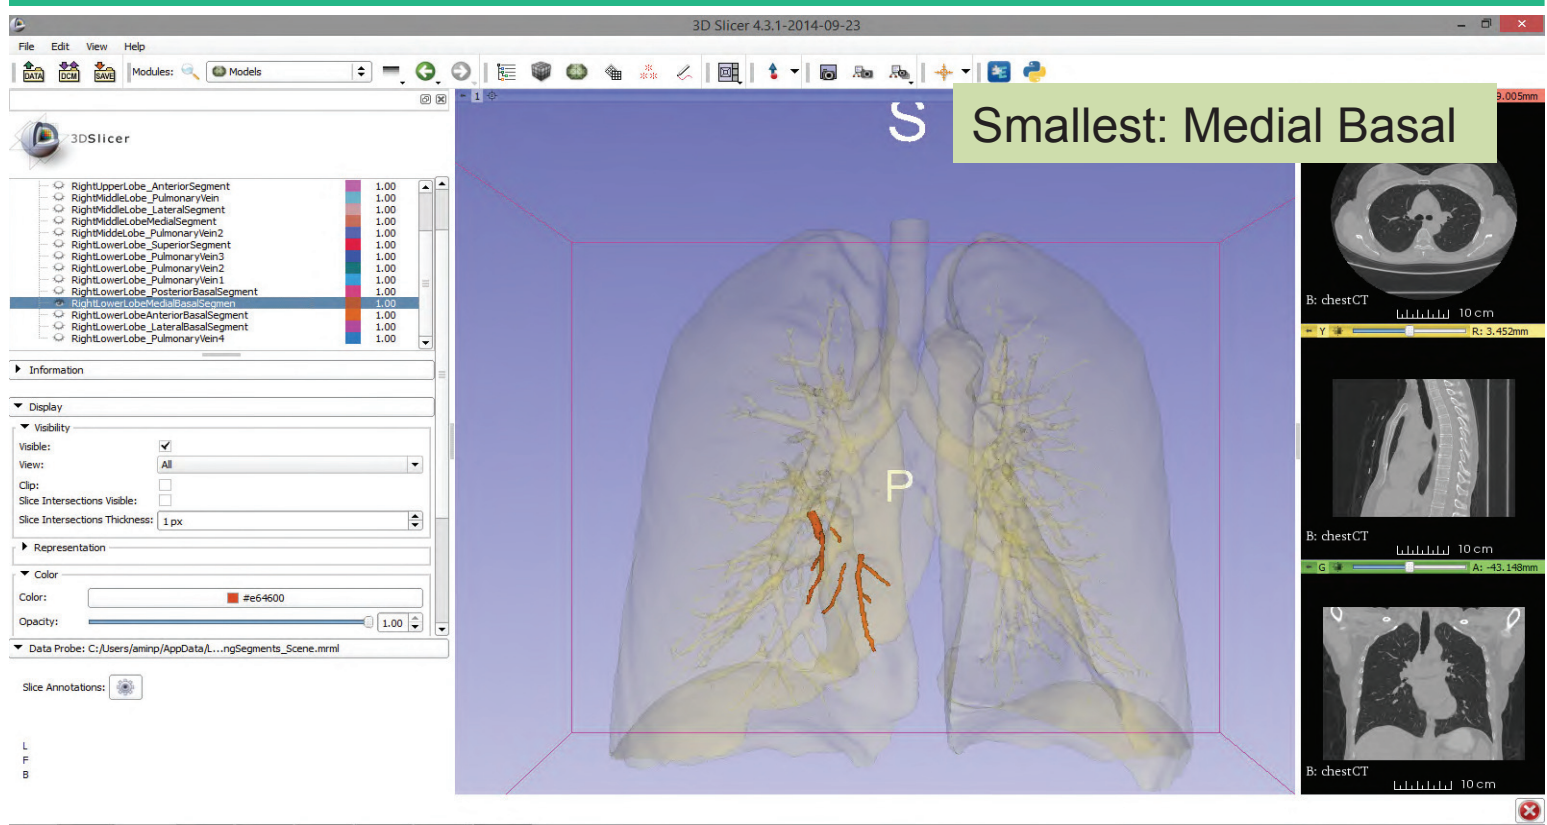 3D Slicer 4.3.1-2014-09-23
File Edit View Help
DATA DCM SAVE Modules: Models
1
3DSlicer
S
Smallest: Medial Basal
9.005mm
RightUpperLobe_AnteriorSegment 1.00
RightMiddleLobe_PulmonaryVein 1.00
RightMiddleLobe_LateralSegment 1.00
RightMiddleLobeMedialSegment 1.00
RightMiddeLobe_PulmonaryVein2 1.00
RightLowerLobe_SuperiorSegment 1.00
RightLowerLobe_PulmonaryVein3 1.00
RightLowerLobe_PulmonaryVein2 1.00
RightLowerLobe_PulmonaryVein1 1.00
RightLowerLobe_PosteriorBasalSegment 1.00
RightLowerLobeMedialBasalSegmen 1.00
RightLowerLobeAnteriorBasalSegment 1.00
RightLowerLobe_LateralBasalSegment 1.00
RightLowerLobe_PulmonaryVein4 1.00
Information
Display
Visibility
Visible:
View: All
Clip:
Slice Intersections Visible:
Slice Intersections Thickness: 1 px
Representation
Color
Color: #e64600
Opacity: 1.00
Data Probe: C:/Users/aminp/AppData/L...ngSegments_Scene.mrml
Slice Annotations:
L
F
B
P
B: chestCT
10 cm
Y R: 3.452mm
B: chestCT
10 cm
G A: -43.148mm
B: chestCT
10 cm